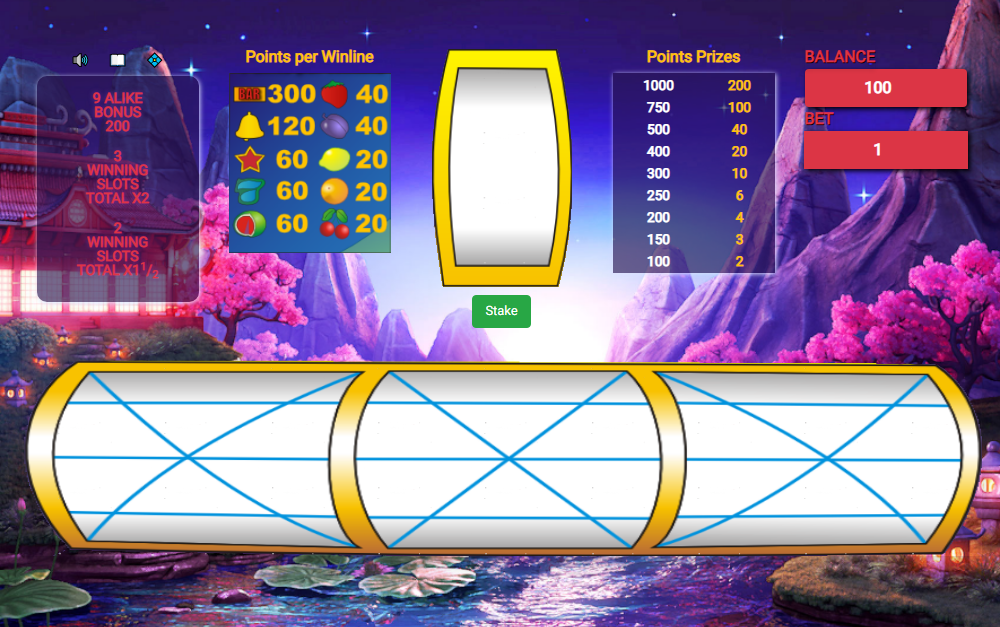 9 ALIKE
BONUS
200
3
WINNING
SLOTS
TOTAL X2
2
WINNING
SLOTS
TOTAL X1¹/₂
Points per Winline
BAR 300 40
120 40
60 20
60 20
60 20
Stake
Points Prizes
1000 200
750 100
500 40
400 20
300 10
250 6
200 4
150 3
100 2
BALANCE
100
BET
1